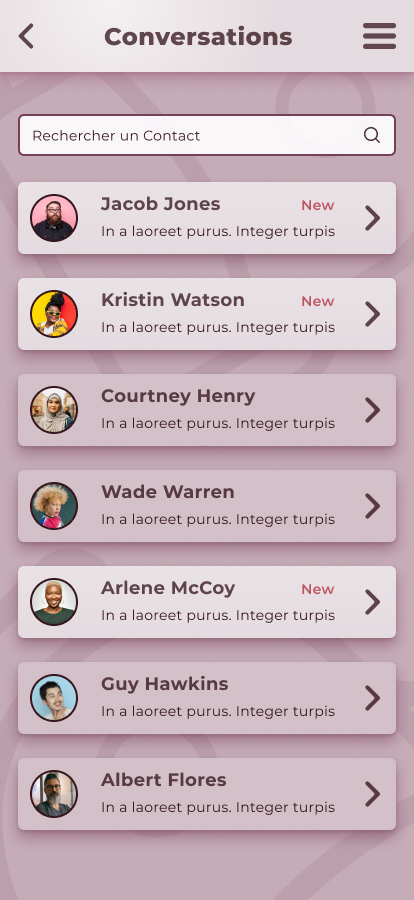 Conversations
Rechercher un Contact
Jacob Jones New
In a laoreet purus. Integer turpis
Kristin Watson New
In a laoreet purus. Integer turpis
Courtney Henry
In a laoreet purus. Integer turpis
Wade Warren
In a laoreet purus. Integer turpis
Arlene McCoy New
In a laoreet purus. Integer turpis
Guy Hawkins
In a laoreet purus. Integer turpis
Albert Flores
In a laoreet purus. Integer turpis